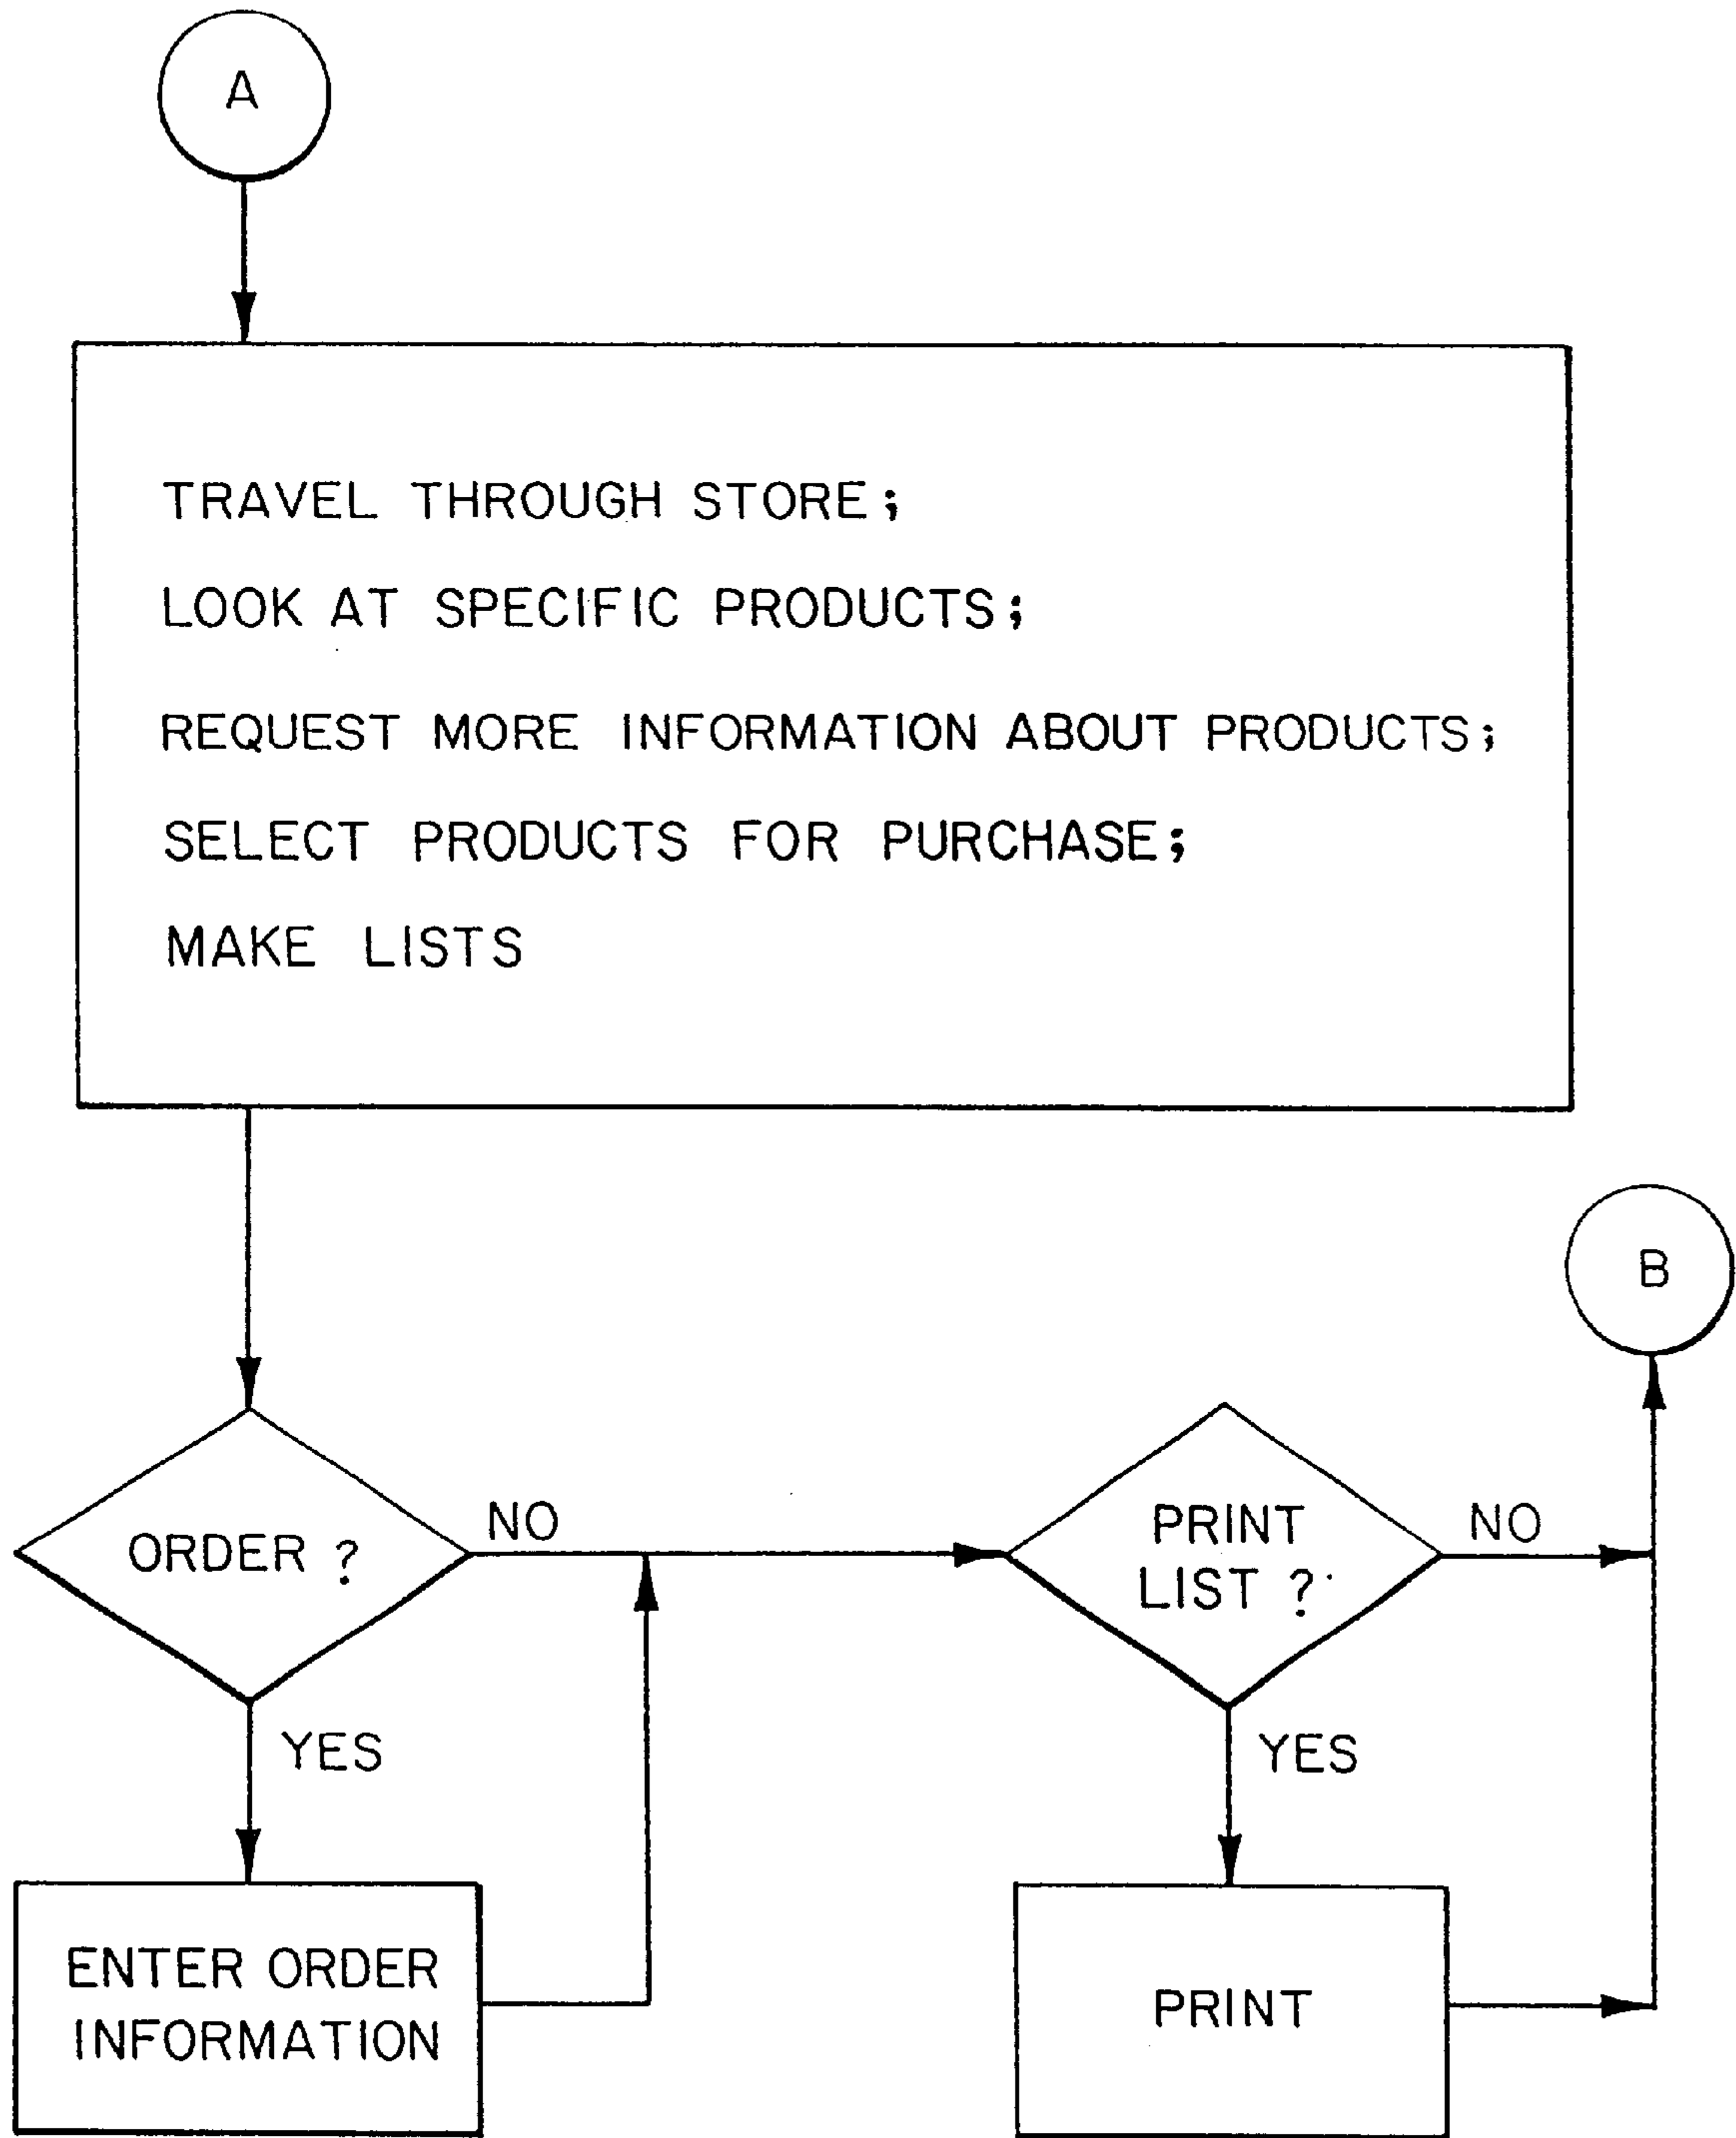 A
TRAVEL THROUGH STORE;
LOOK AT SPECIFIC PRODUCTS;
REQUEST MORE INFORMATION ABOUT PRODUCTS;
SELECT PRODUCTS FOR PURCHASE;
MAKE LISTS
B
ORDER ?
NO
PRINT
LIST ?
NO
YES
YES
ENTER ORDER
INFORMATION
PRINT